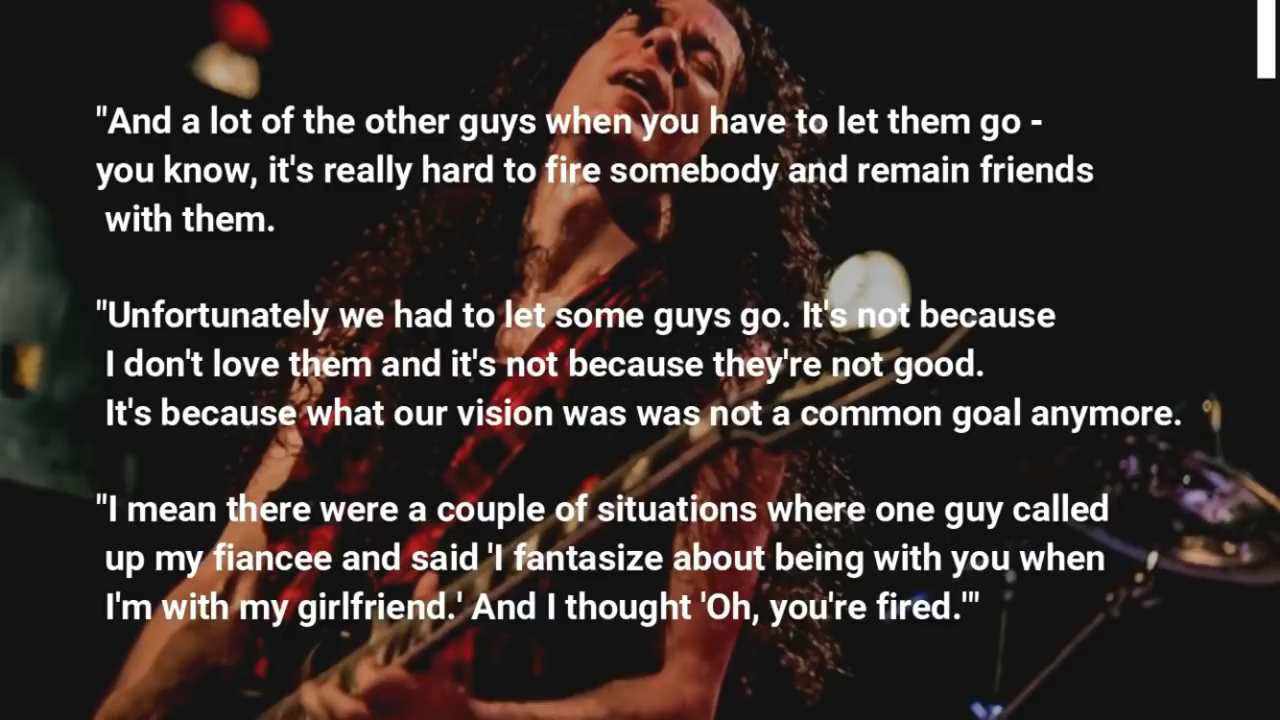 "And a lot of the other guys when you have to let them go -
you know, it's really hard to fire somebody and remain friends
with them.
"Unfortunately we had to let some guys go. It's not because
I don't love them and it's not because they're not good.
It's because what our vision was was not a common goal anymore.
"I mean there were a couple of situations where one guy called
up my fiancee and said 'I fantasize about being with you when
I'm with my girlfriend.' And I thought 'Oh, you're fired.'"